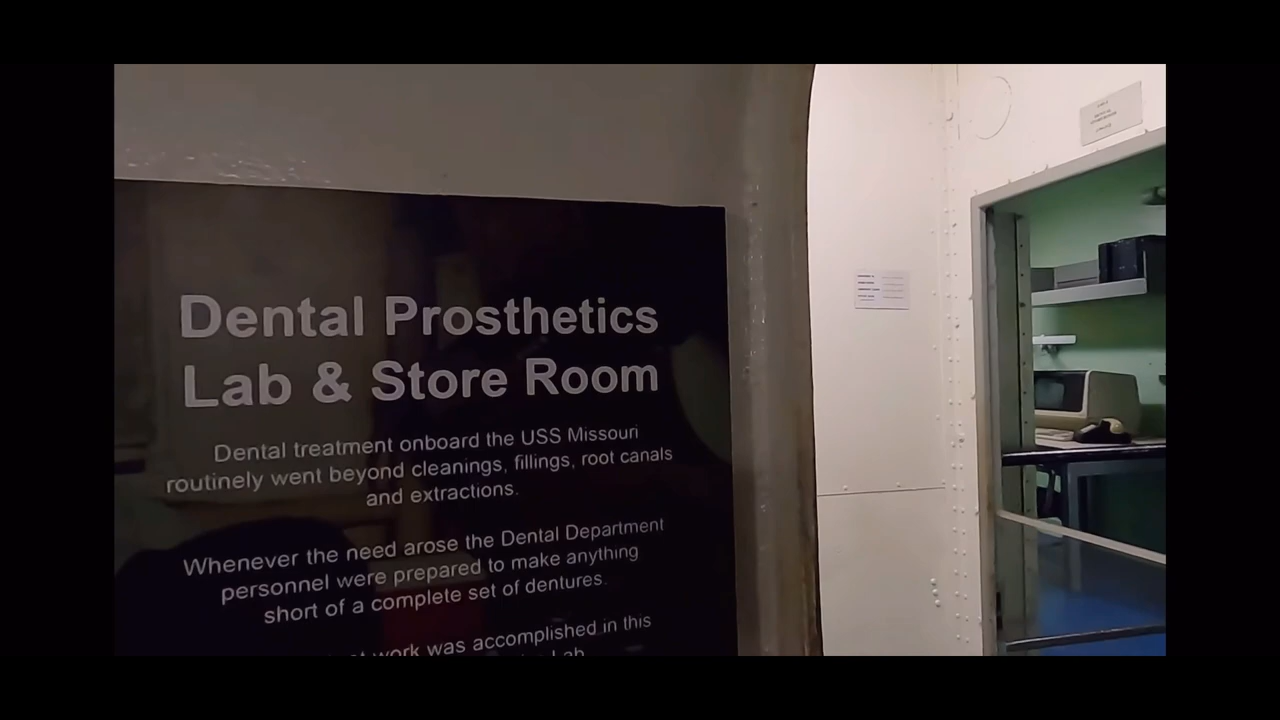 Dental Prosthetics
Lab & Store Room
Dental treatment onboard the USS Missouri
routinely went beyond cleanings, fillings, root canals
and extractions.
Whenever the need arose the Dental Department
personnel were prepared to make anything
short of a complete set of dentures.
work was accomplished in this
Lab